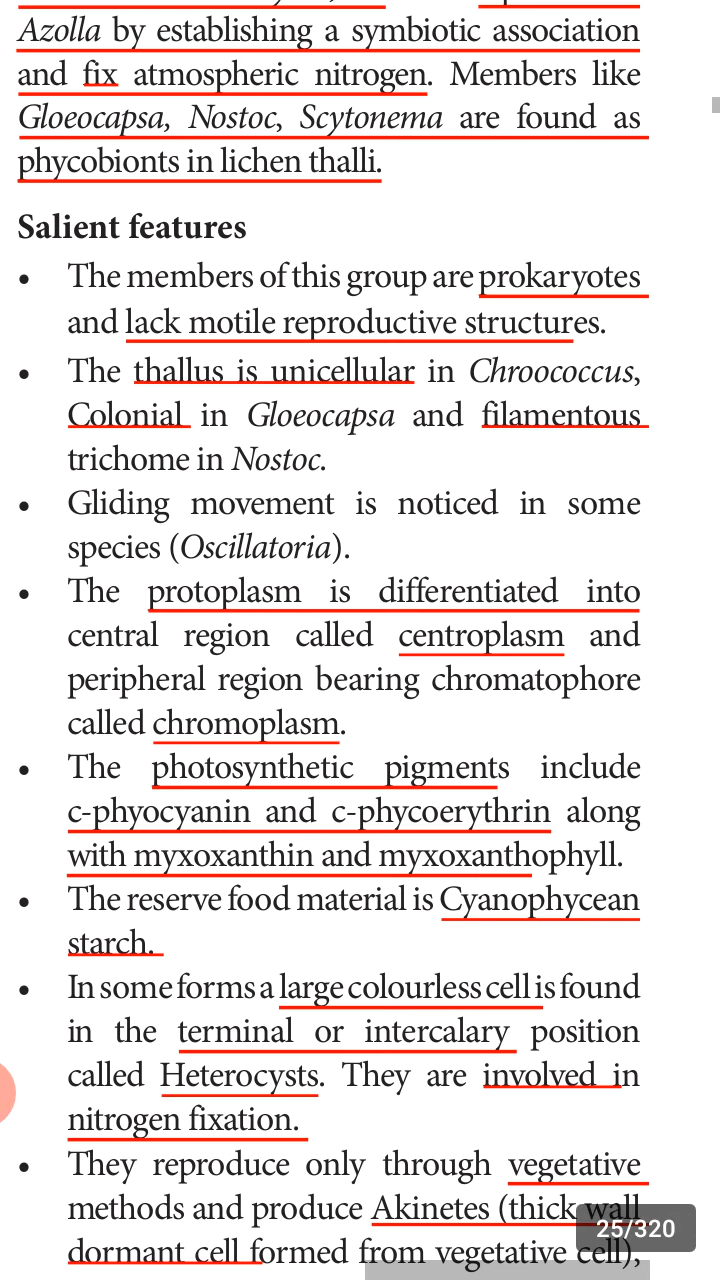 Azolla by establishing a symbiotic association
and fix atmospheric nitrogen. Members like
Gloeocapsa, Nostoc, Scytonema are found as
phycobionts in lichen thalli.
Salient features
• The members of this group are prokaryotes
and lack motile reproductive structures.
• The thallus is unicellular in Chroococcus,
Colonial in Gloeocapsa and filamentous
trichome in Nostoc.
• Gliding movement is noticed in some
species (Oscillatoria).
• The protoplasm is differentiated into
central region called centroplasm and
peripheral region bearing chromatophore
called chromoplasm.
• The photosynthetic pigments include
c-phyocyanin and c-phycoerythrin along
with myxoxanthin and myxoxanthophyll.
• The reserve food material is Cyanophycean
starch.
• In some forms a large colourless cell is found
in the terminal or intercalary position
called Heterocysts. They are involved in
nitrogen fixation.
• They reproduce only through vegetative
methods and produce Akinetes (thick wall
dormant cell formed from vegetative cell),
25/320